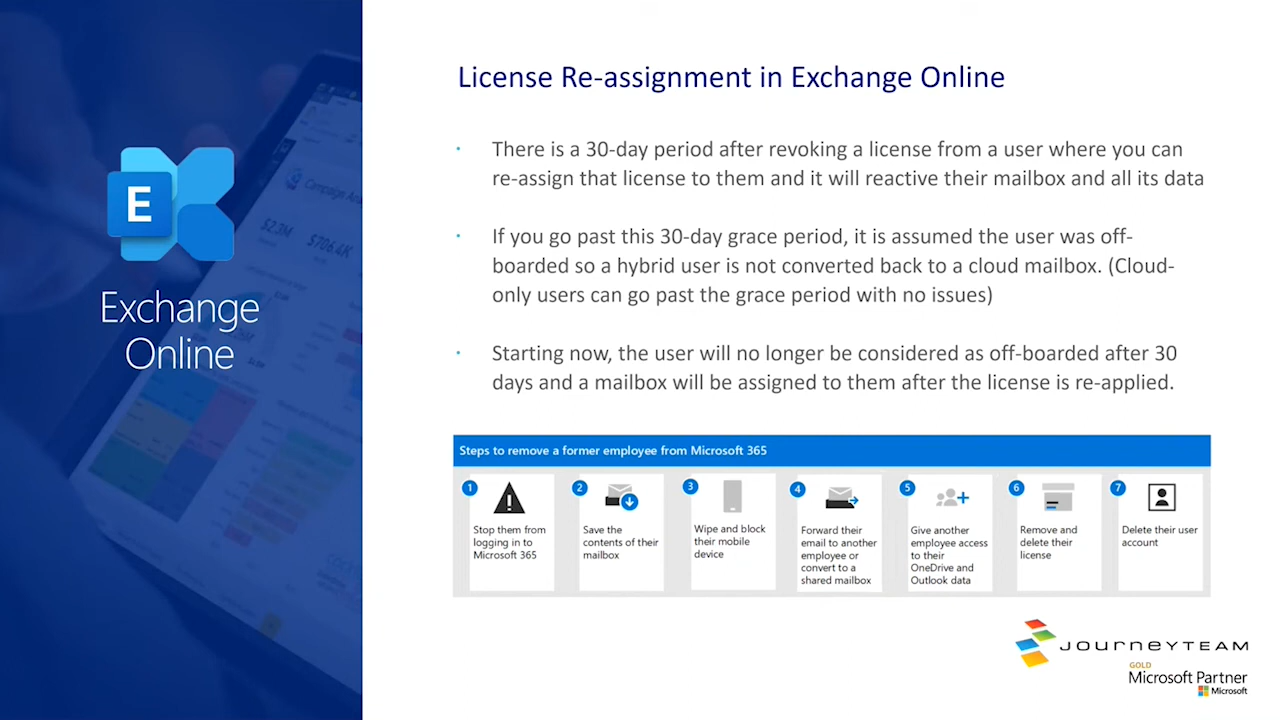 License Re-assignment in Exchange Online
E
Exchange
Online
Campaign
$2.3M
$706.4K
· There is a 30-day period after revoking a license from a user where you can
re-assign that license to them and it will reactive their mailbox and all its data
· If you go past this 30-day grace period, it is assumed the user was off-
boarded so a hybrid user is not converted back to a cloud mailbox. (Cloud-
only users can go past the grace period with no issues)
· Starting now, the user will no longer be considered as off-boarded after 30
days and a mailbox will be assigned to them after the license is re-applied.
Steps to remove a former employee from Microsoft 365
1
Stop them from
logging in to
Microsoft 365
2
Save the
contents of their
mailbox
3
Wipe and block
their mobile
device
4
Forward their
email to another
employee or
convert to a
shared mailbox
5
Give another
employee access
to their
OneDrive and
Outlook data
6
Remove and
delete their
license
7
Delete their user
account
JOURNEYTEAM
GOLD
Microsoft Partner
Microsoft